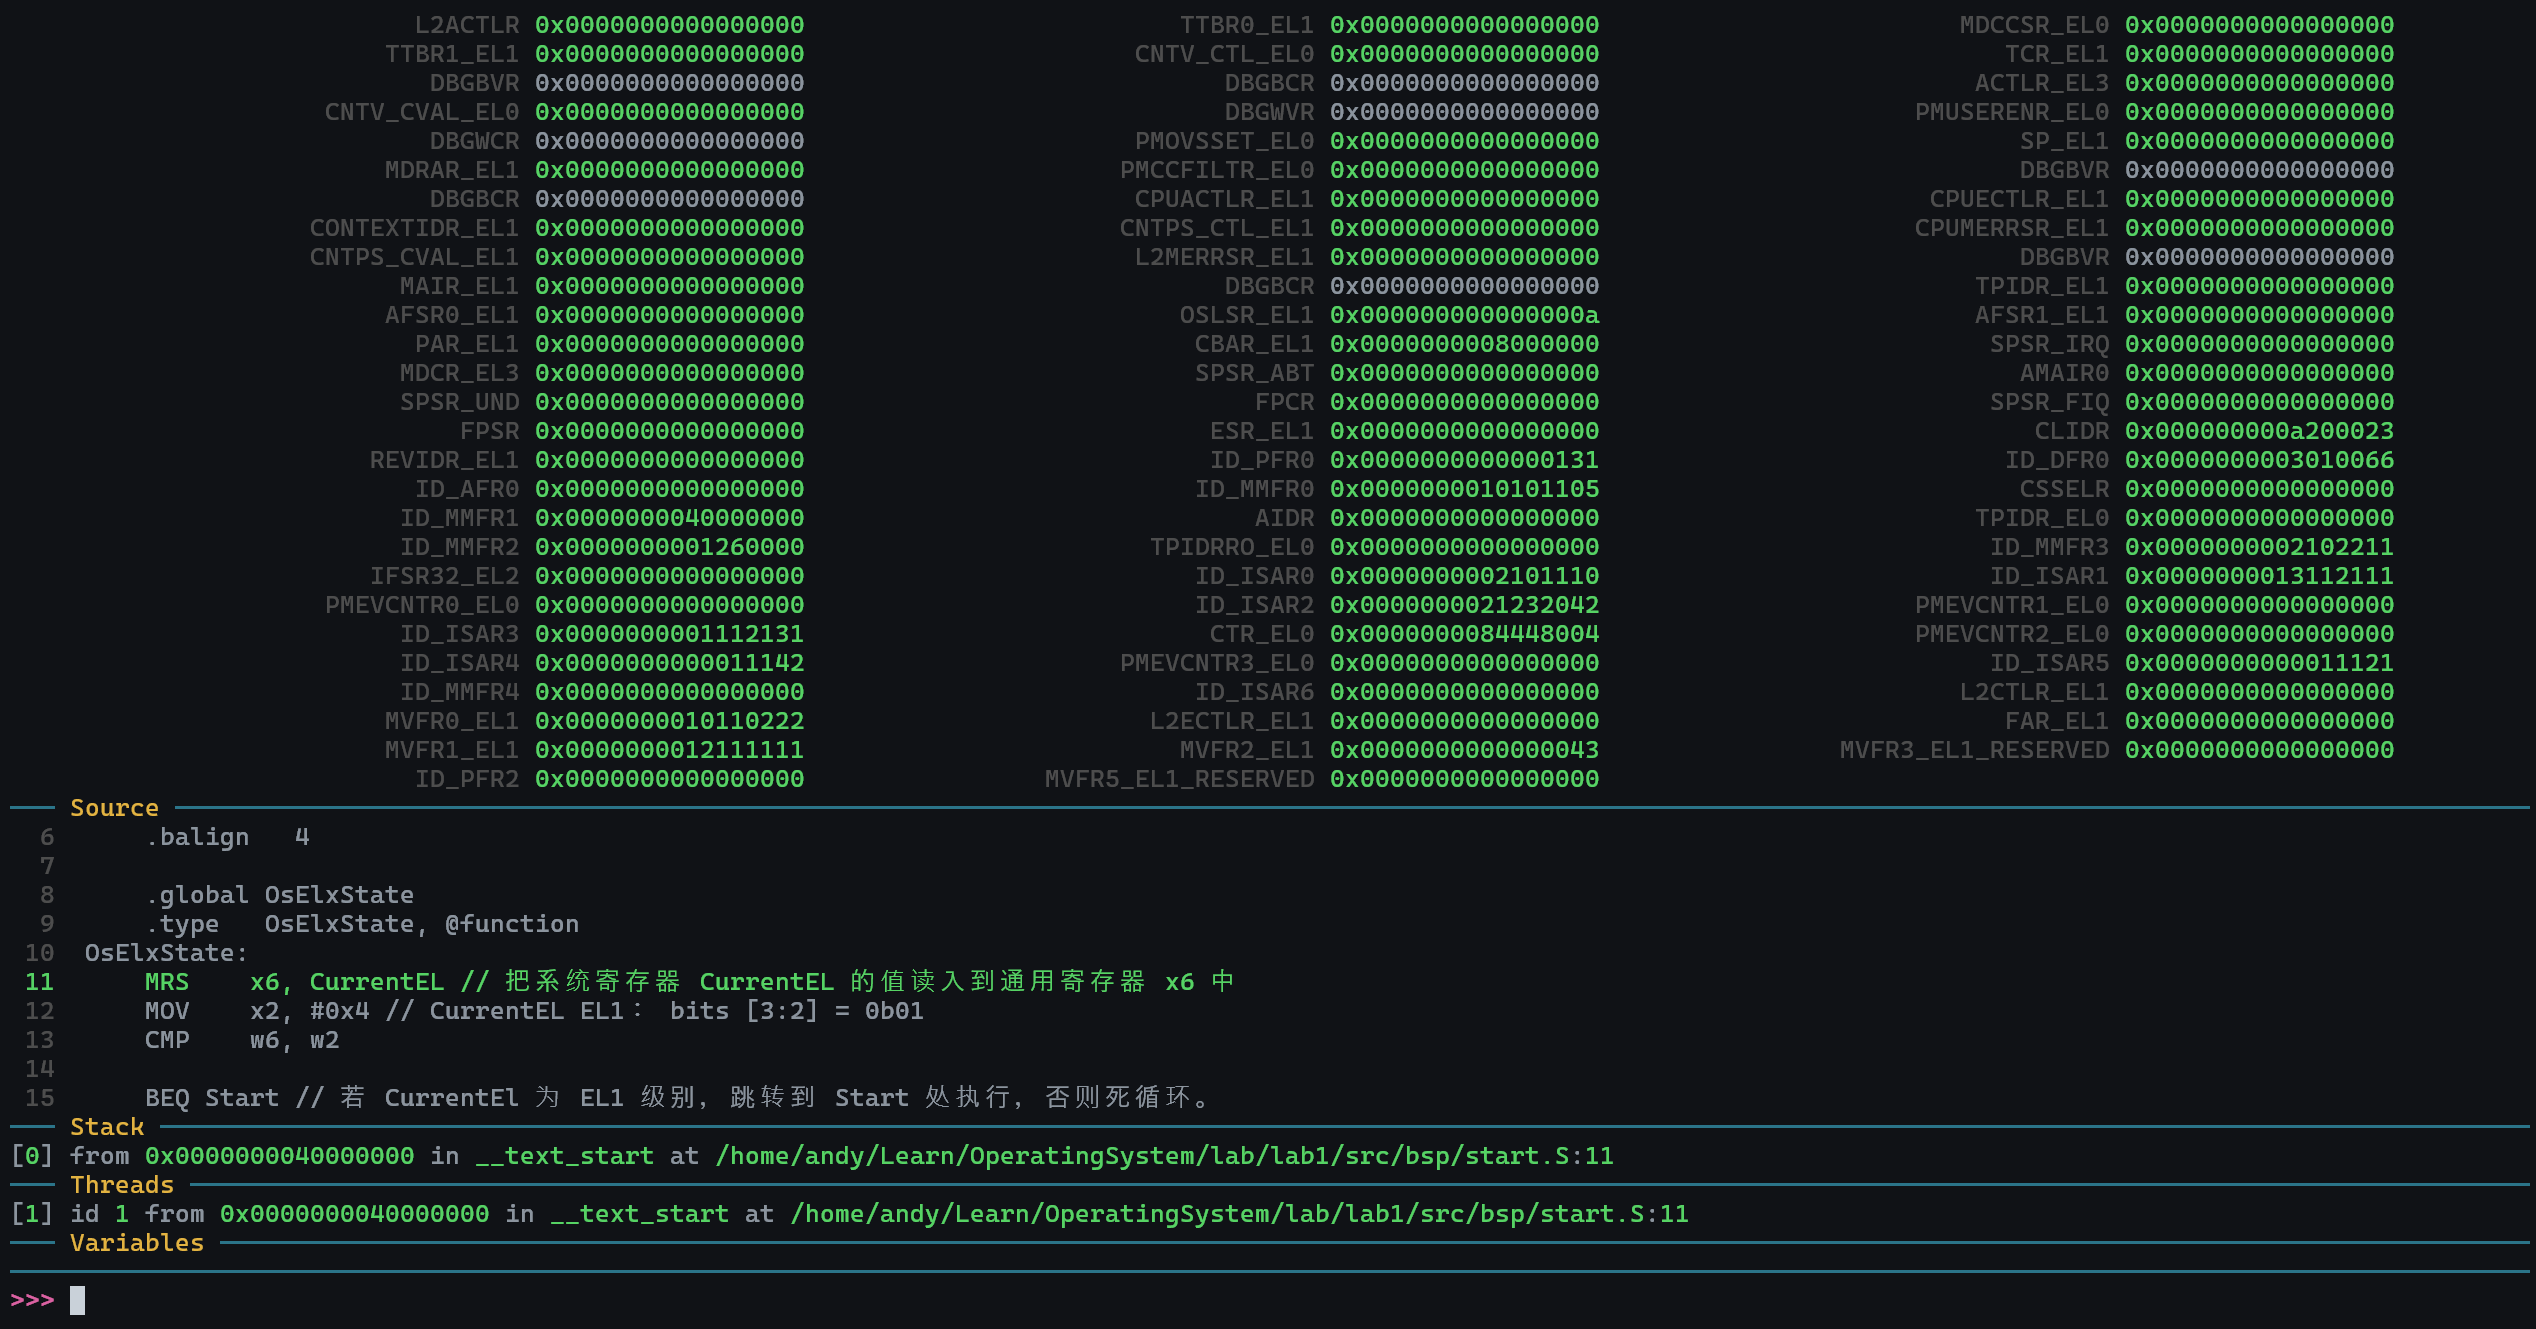 L2ACTLR 0x0000000000000000 TTBR0_EL1 0x0000000000000000 MDCCSR_EL0 0x0000000000000000
TTBR1_EL1 0x0000000000000000 CNTV_CTL_EL0 0x0000000000000000 TCR_EL1 0x0000000000000000
DBGBVR 0x0000000000000000 DBGBCR 0x0000000000000000 ACTLR_EL3 0x0000000000000000
CNTV_CVAL_EL0 0x0000000000000000 DBGWVR 0x0000000000000000 PMUSERENR_EL0 0x0000000000000000
DBGWCR 0x0000000000000000 PMOVSSET_EL0 0x0000000000000000 SP_EL1 0x0000000000000000
MDRAR_EL1 0x0000000000000000 PMCCFILTR_EL0 0x0000000000000000 DBGBVR 0x0000000000000000
DBGBCR 0x0000000000000000 CPUACTLR_EL1 0x0000000000000000 CPUECTLR_EL1 0x0000000000000000
CONTEXTIDR_EL1 0x0000000000000000 CNTPS_CTL_EL1 0x0000000000000000 CPUMERRSR_EL1 0x0000000000000000
CNTPS_CVAL_EL1 0x0000000000000000 L2MERRSR_EL1 0x0000000000000000 DBGBVR 0x0000000000000000
MAIR_EL1 0x0000000000000000 DBGBCR 0x0000000000000000 TPIDR_EL1 0x0000000000000000
AFSR0_EL1 0x0000000000000000 OSLSR_EL1 0x000000000000000a AFSR1_EL1 0x0000000000000000
PAR_EL1 0x0000000000000000 CBAR_EL1 0x0000000008000000 SPSR_IRQ 0x0000000000000000
MDCR_EL3 0x0000000000000000 SPSR_ABT 0x0000000000000000 AMAIR0 0x0000000000000000
SPSR_UND 0x0000000000000000 FPCR 0x0000000000000000 SPSR_FIQ 0x0000000000000000
FPSR 0x0000000000000000 ESR_EL1 0x0000000000000000 CLIDR 0x000000000a200023
REVIDR_EL1 0x0000000000000000 ID_PFR0 0x0000000000000131 ID_DFR0 0x0000000003010066
ID_AFR0 0x0000000000000000 ID_MMFR0 0x0000000010101105 CSSELR 0x0000000000000000
ID_MMFR1 0x0000000040000000 AIDR 0x0000000000000000 TPIDR_EL0 0x0000000000000000
ID_MMFR2 0x0000000001260000 TPIDRRO_EL0 0x0000000000000000 ID_MMFR3 0x0000000002102211
IFSR32_EL2 0x0000000000000000 ID_ISAR0 0x0000000002101110 ID_ISAR1 0x0000000013112111
PMEVCNTR0_EL0 0x0000000000000000 ID_ISAR2 0x0000000021232042 PMEVCNTR1_EL0 0x0000000000000000
ID_ISAR3 0x0000000001112131 CTR_EL0 0x0000000084448004 PMEVCNTR2_EL0 0x0000000000000000
ID_ISAR4 0x0000000000011142 PMEVCNTR3_EL0 0x0000000000000000 ID_ISAR5 0x0000000000011121
ID_MMFR4 0x0000000000000000 ID_ISAR6 0x0000000000000000 L2CTLR_EL1 0x0000000000000000
MVFR0_EL1 0x0000000010110222 L2ECTLR_EL1 0x0000000000000000 FAR_EL1 0x0000000000000000
MVFR1_EL1 0x0000000012111111 MVFR2_EL1 0x0000000000000043 MVFR3_EL1_RESERVED 0x0000000000000000
ID_PFR2 0x0000000000000000 MVFR5_EL1_RESERVED 0x0000000000000000
Source
6 .balign 4
7
8 .global OsElxState
9 .type OsElxState, @function
10 OsElxState:
11 MRS x6, CurrentEL // 把系统寄存器 CurrentEL 的值读入到通用寄存器 x6 中
12 MOV x2, #0x4 // CurrentEL EL1： bits [3:2] = 0b01
13 CMP w6, w2
14
15 BEQ Start // 若 CurrentEl 为 EL1 级别，跳转到 Start 处执行，否则死循环。
Stack
[0] from 0x0000000040000000 in __text_start at /home/andy/Learn/OperatingSystem/lab/lab1/src/bsp/start.S:11
Threads
[1] id 1 from 0x0000000040000000 in __text_start at /home/andy/Learn/OperatingSystem/lab/lab1/src/bsp/start.S:11
Variables
>>>